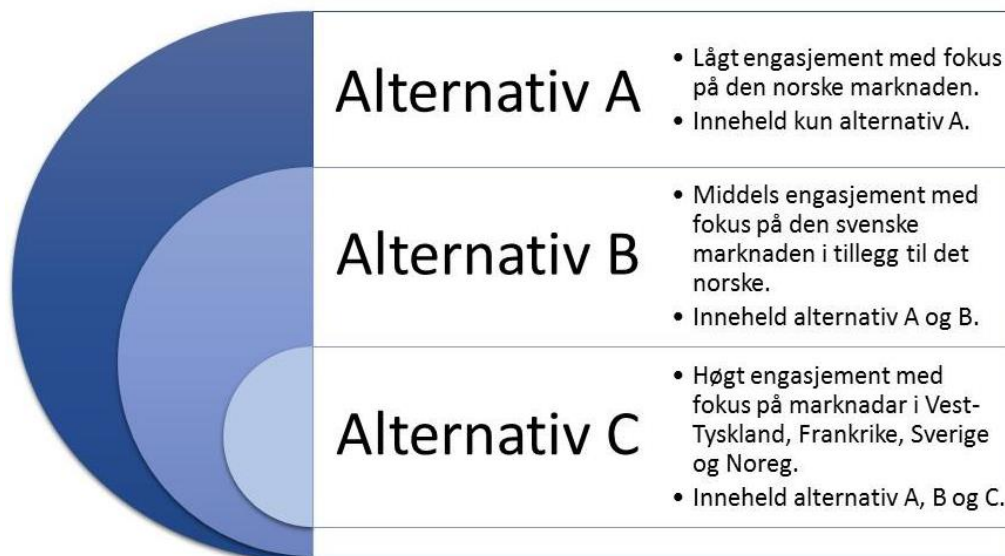 Alternativ A
• Lågt engasjement med fokus
på den norske marknaden.
• Inneheld kun alternativ A.
Alternativ B
• Middels engasjement med
fokus på den svenske
marknaden i tillegg til det
norske.
• Inneheld alternativ A og B.
Alternativ C
• Høgt engasjement med
fokus på marknadar i Vest-
Tyskland, Frankrike, Sverige
og Noreg.
• Inneheld alternativ A, B og C.